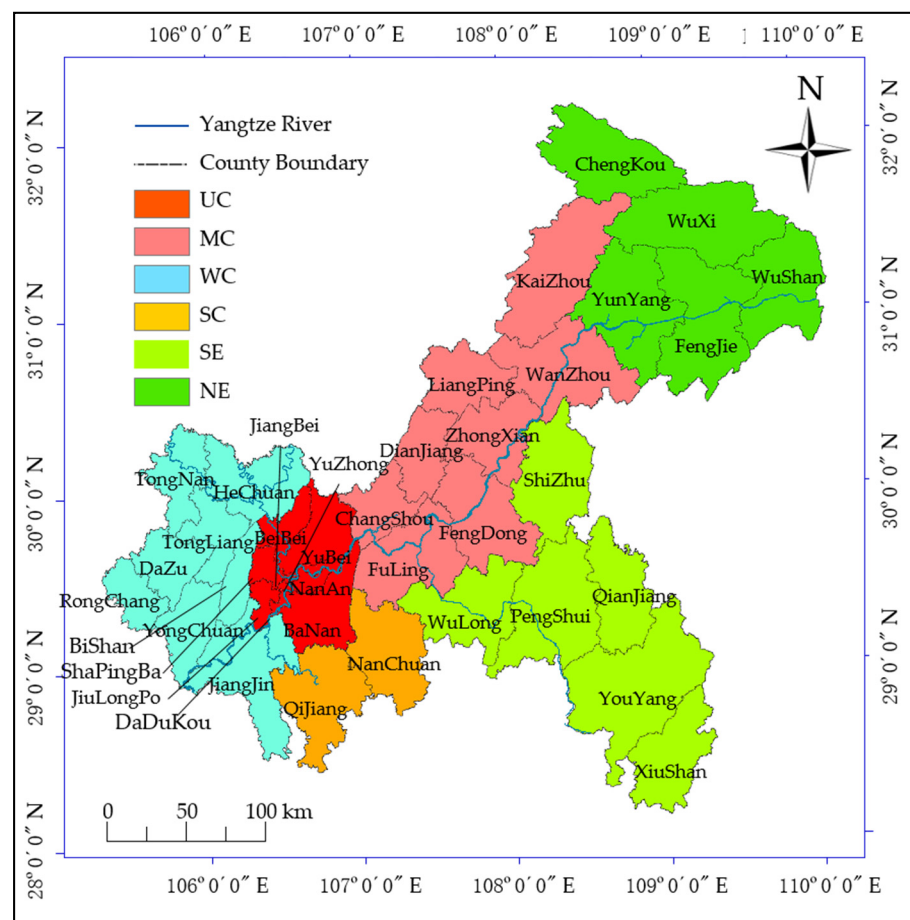 106° 0′ 0″ E 107° 0′ 0″ E 108° 0′ 0″ E 109° 0′ 0″ E 110° 0′ 0″ E
32° 0′ 0″ N
31° 0′ 0″ N
30° 0′ 0″ N
29° 0′ 0″ N
28° 0′ 0″ N
N
Yangtze River
County Boundary
UC
MC
WC
SC
SE
NE
ChengKou
WuXi
KaiZhou
WuShan
YunYang
FengJie
WanZhou
LiangPing
JiangBei
ZhongXian
DianJiang
YuZhong
TongNan
HeChuan
ShiZhu
ChangShou
FengDong
TongLiang
BeiBei
YuBei
DaZu
FuLing
NanAn
RongChang
QianJiang
WuLong
PengShui
YongChuan
BaNan
BiShan
ShaPingBa
NanChuan
JiangJin
JiuLongPo
QiJiang
YouYang
DaDuKou
XiuShan
0 50 100 km
32° 0′ 0″ N
31° 0′ 0″ N
30° 0′ 0″ N
29° 0′ 0″ N
106° 0′ 0″ E 107° 0′ 0″ E 108° 0′ 0″ E 109° 0′ 0″ E 110° 0′ 0″ E